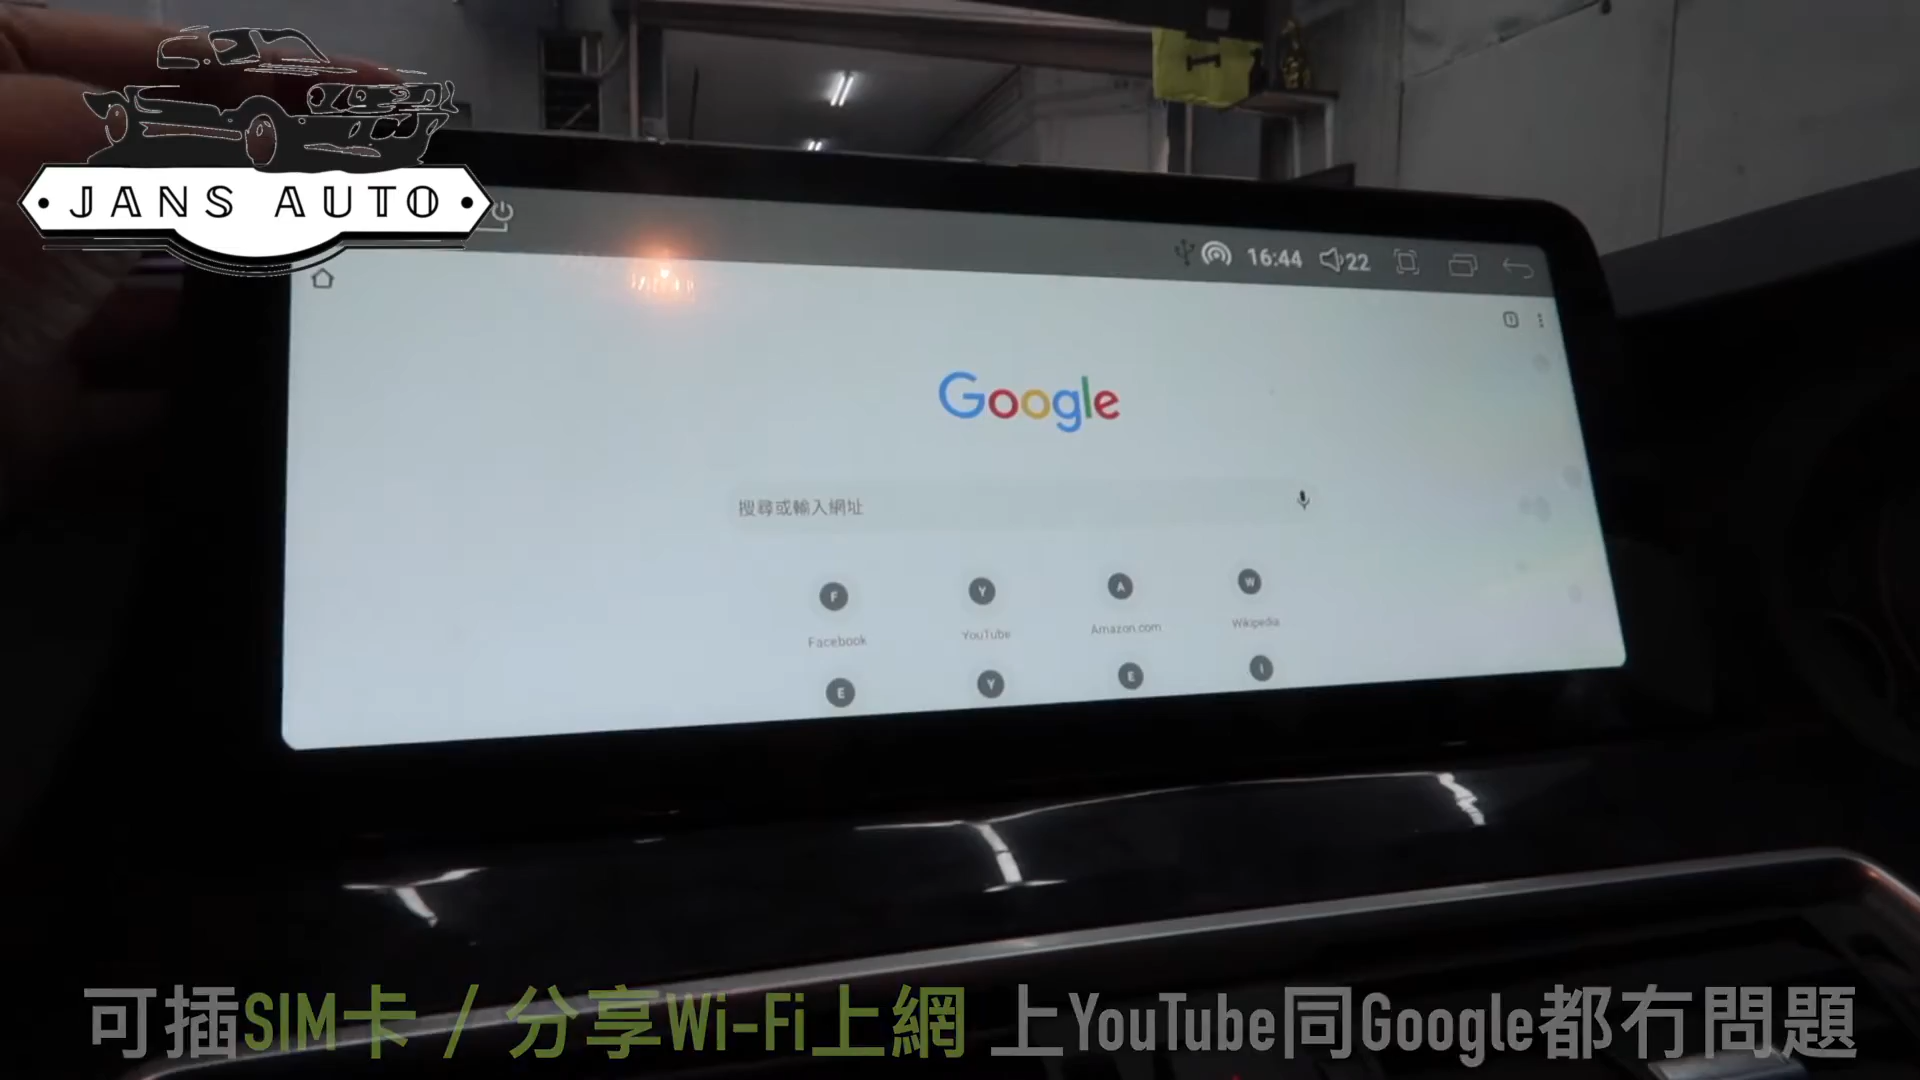 JANS AUTO
16:44 22
1
Google
搜尋或輸入網址
F Y A W
Facebook YouTube Amazon.com Wikipedia
E Y E I
可插SIM卡 / 分享Wi-Fi上網 上YouTube同Google都冇問題